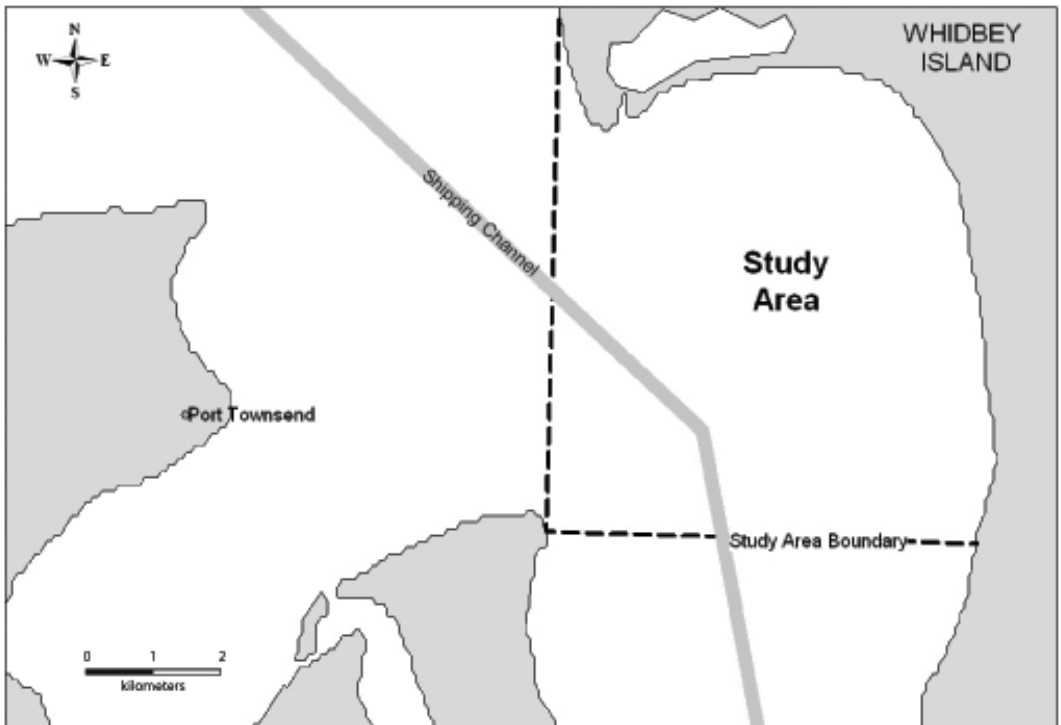 N
W E
S
WHIDBEY
ISLAND
Shipping Channel
Study
Area
Port Townsend
Study Area Boundary
0 1 2
kilometers